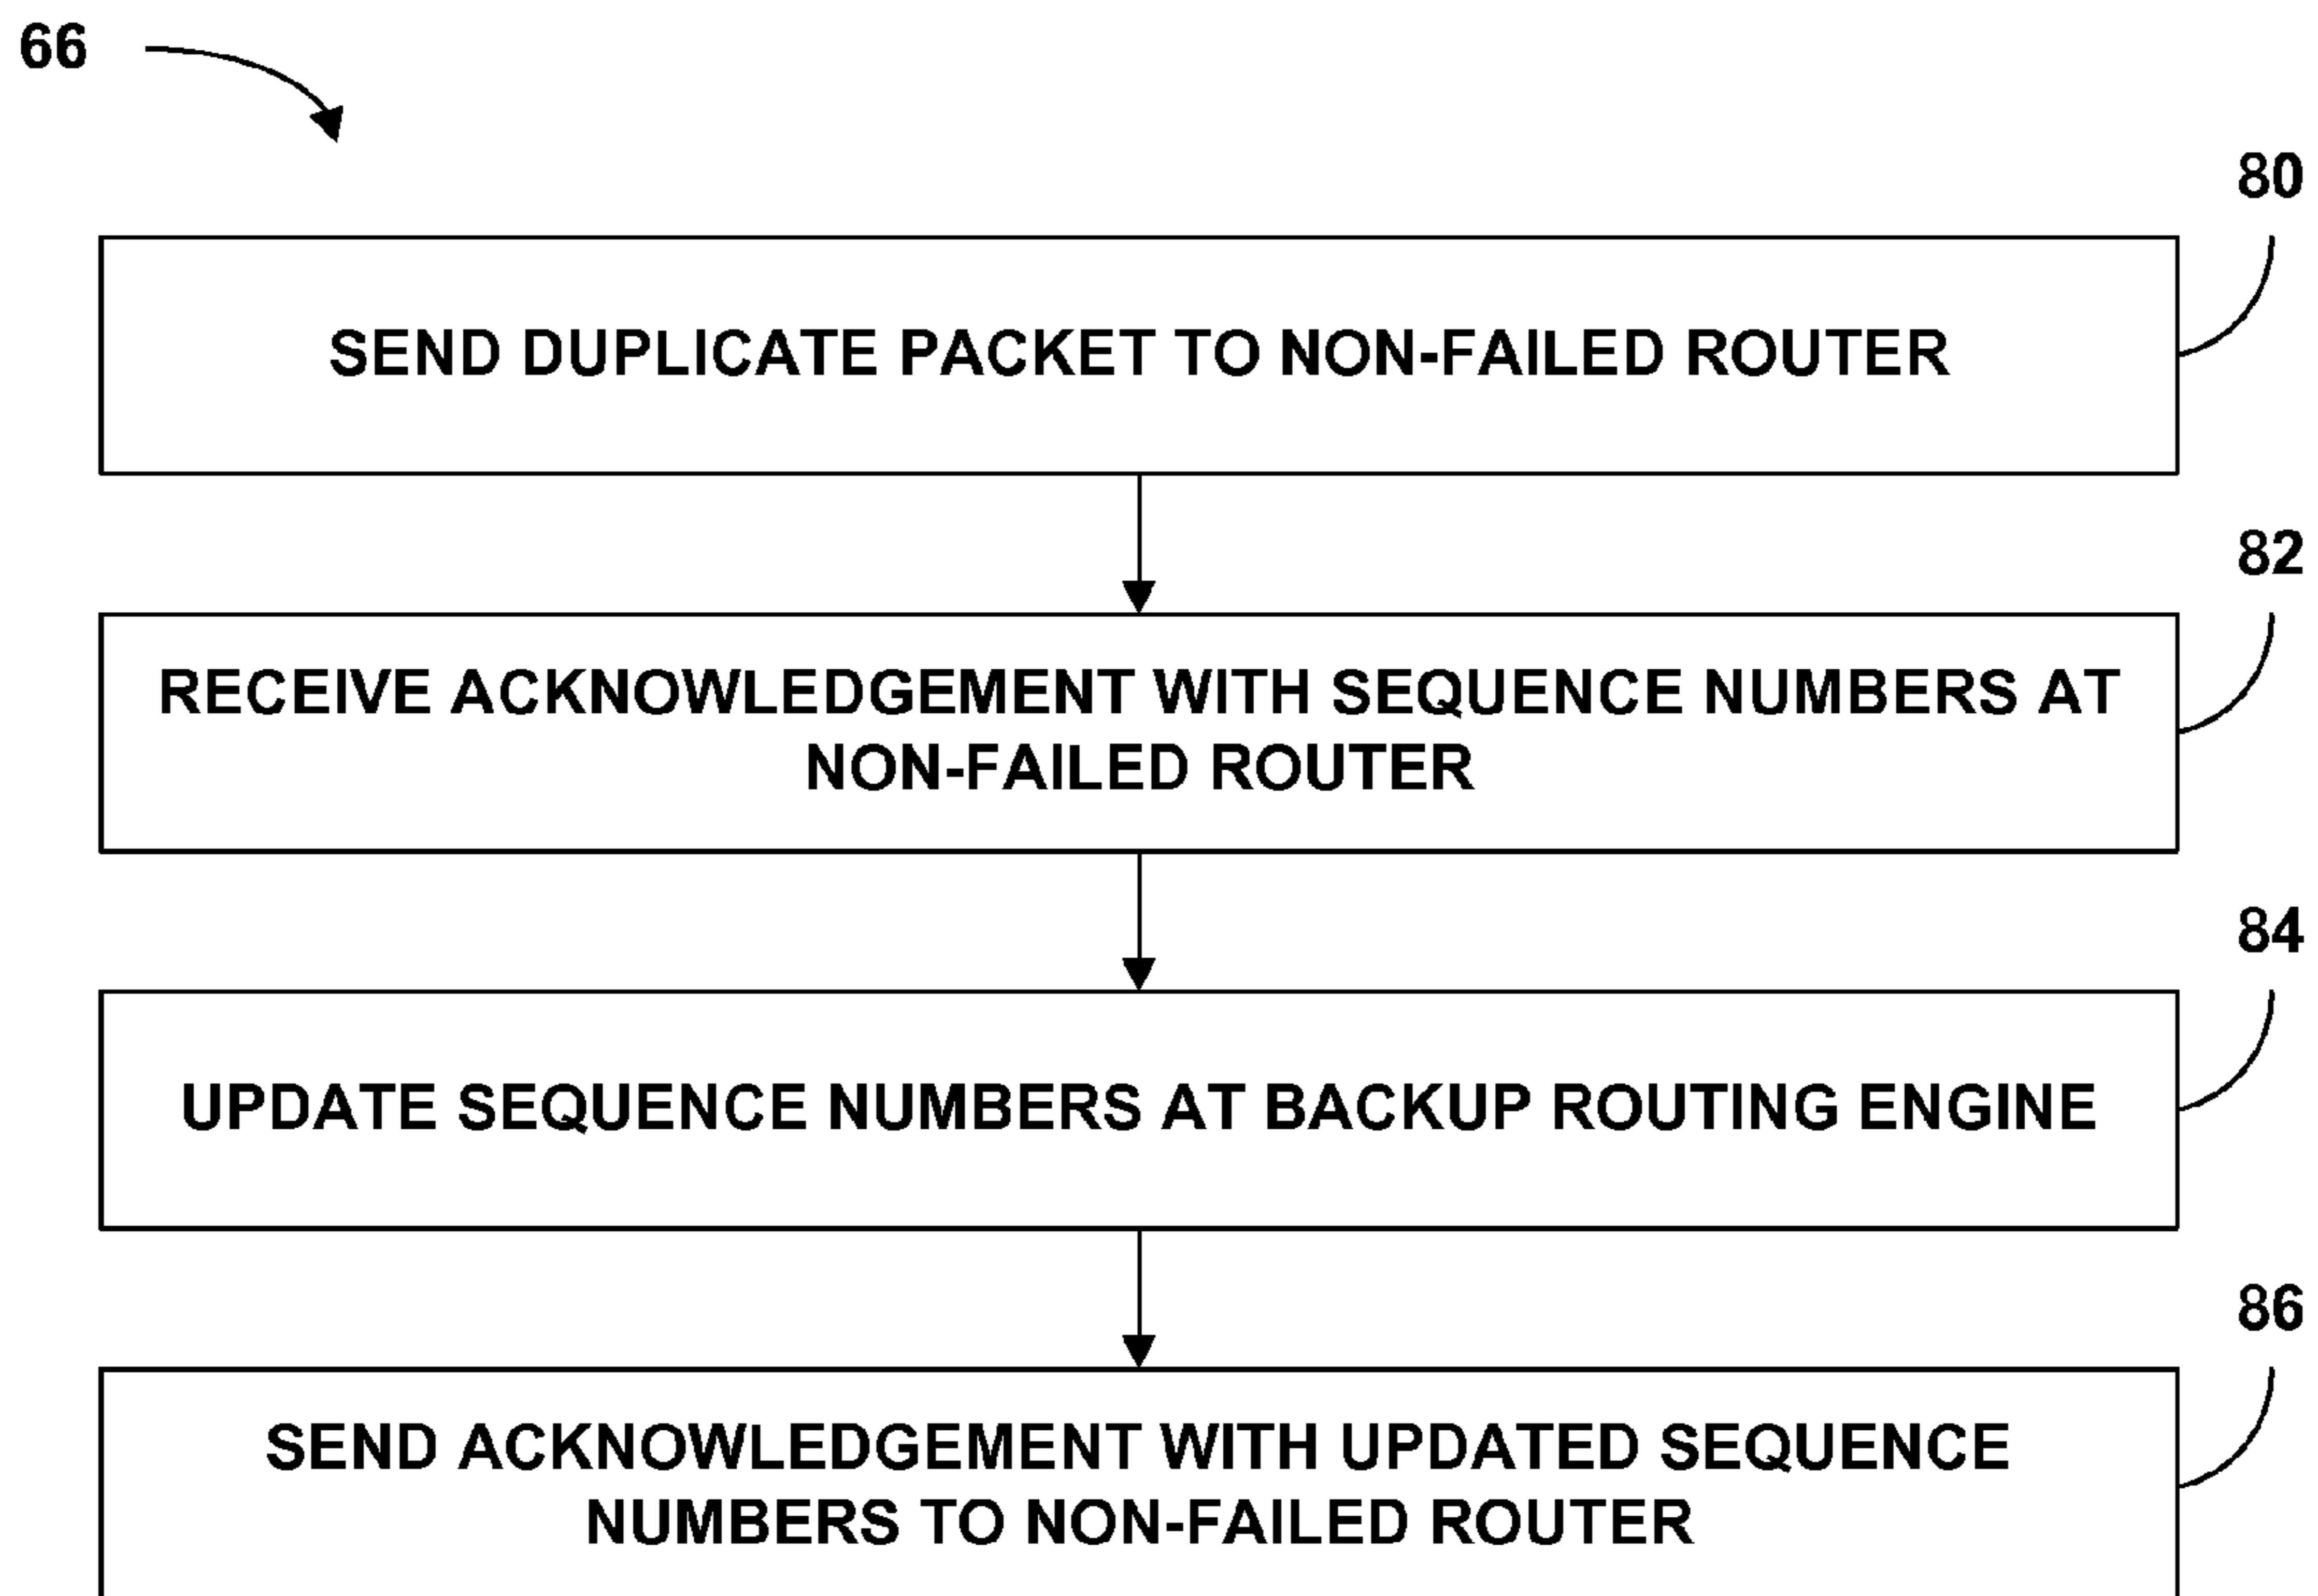 66
80
SEND DUPLICATE PACKET TO NON-FAILED ROUTER
82
RECEIVE ACKNOWLEDGEMENT WITH SEQUENCE NUMBERS AT
NON-FAILED ROUTER
84
UPDATE SEQUENCE NUMBERS AT BACKUP ROUTING ENGINE
86
SEND ACKNOWLEDGEMENT WITH UPDATED SEQUENCE
NUMBERS TO NON-FAILED ROUTER